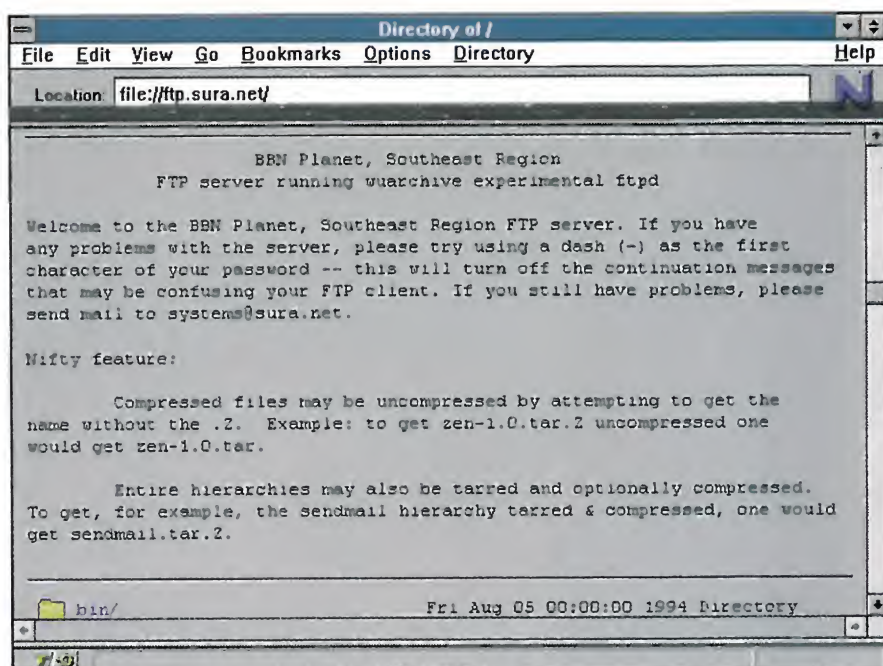 Directory of /
File Edit View Go Bookmarks Options Directory Help
Location: file://ftp.sura.net/
N
BBN Planet, Southeast Region
FTP server running wuarchive experimental ftpd
Welcome to the BBN Planet, Southeast Region FTP server. If you have
any problems with the server, please try using a dash (-) as the first
character of your password -- this will turn off the continuation messages
that may be confusing your FTP client. If you still have problems, please
send mail to systems@sura.net.
Nifty feature:
Compressed files may be uncompressed by attempting to get the
name without the .Z. Example: to get zen-1.0.tar.Z uncompressed one
would get zen-1.0.tar.
Entire hierarchies may also be tarred and optionally compressed.
To get, for example, the sendmail hierarchy tarred & compressed, one would
get sendmail.tar.Z.
bin/ Fri Aug 05 00:00:00 1994 Directory